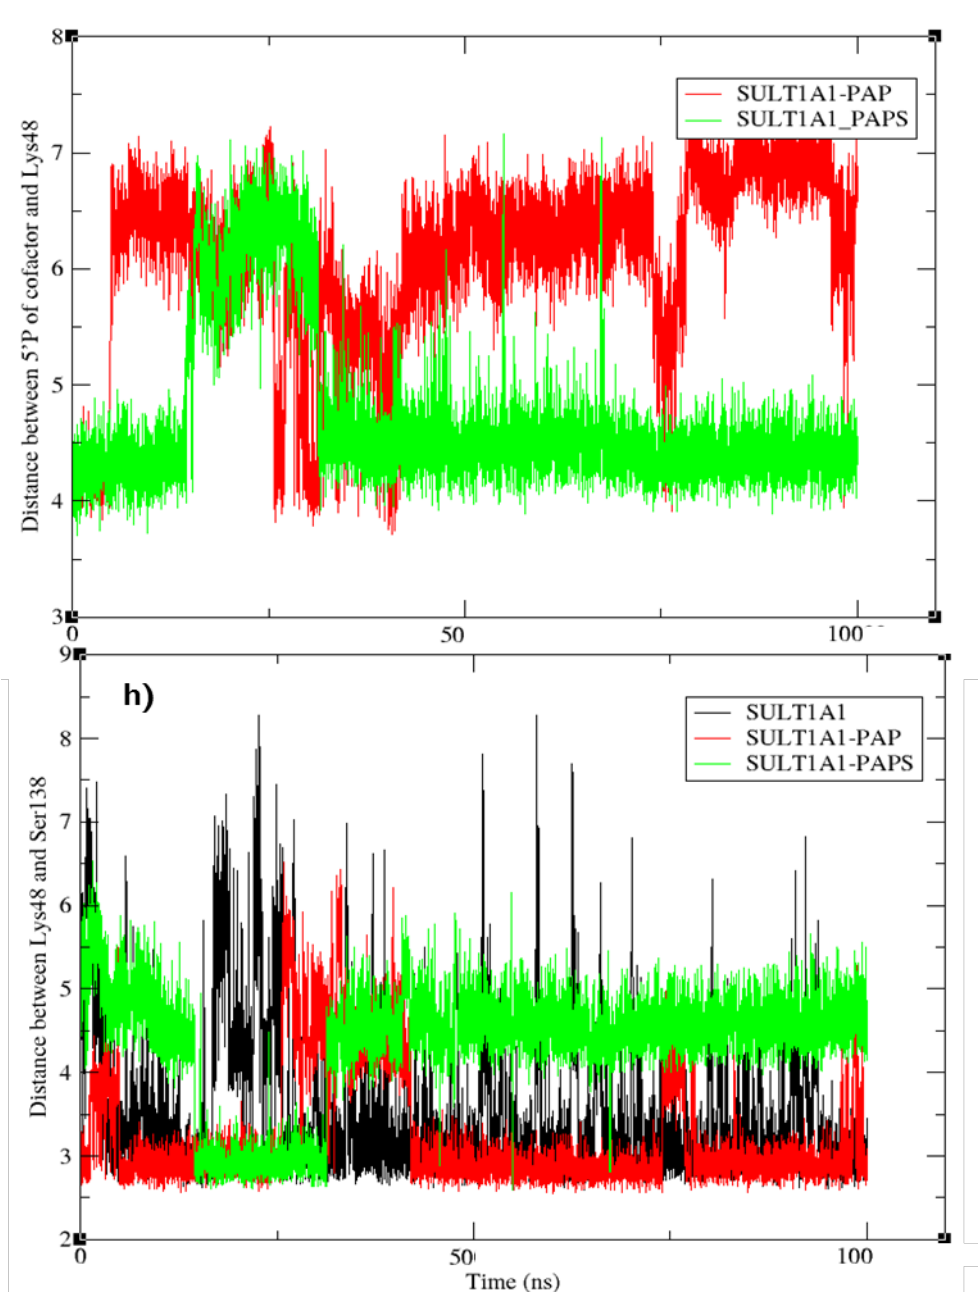 8
SULT1A1-PAP
SULT1A1_PAPS
7
6
5
4
3
Distance between 5'P of cofactor and Lys48
0
50
100
9
h)
SULT1A1
SULT1A1-PAP
SULT1A1-PAPS
8
7
6
5
4
3
2
Distance between Lys48 and Ser138
0
50
100
Time (ns)